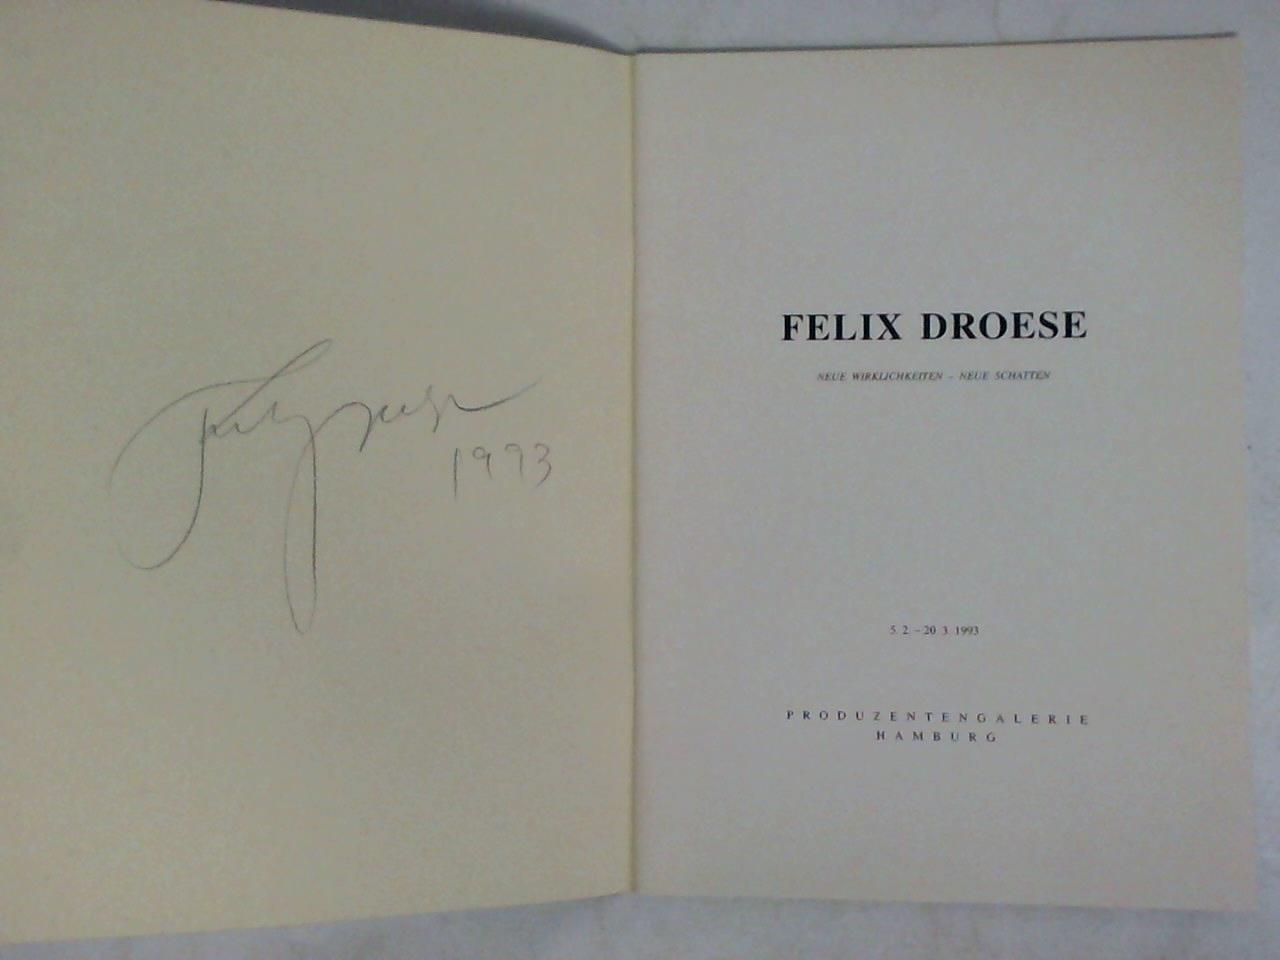 1993
FELIX DROESE
NEUE WIRKLICHKEITEN – NEUE SCHATTEN
5. 2. – 20. 3. 1993
PRODUZENTENGALERIE
HAMBURG